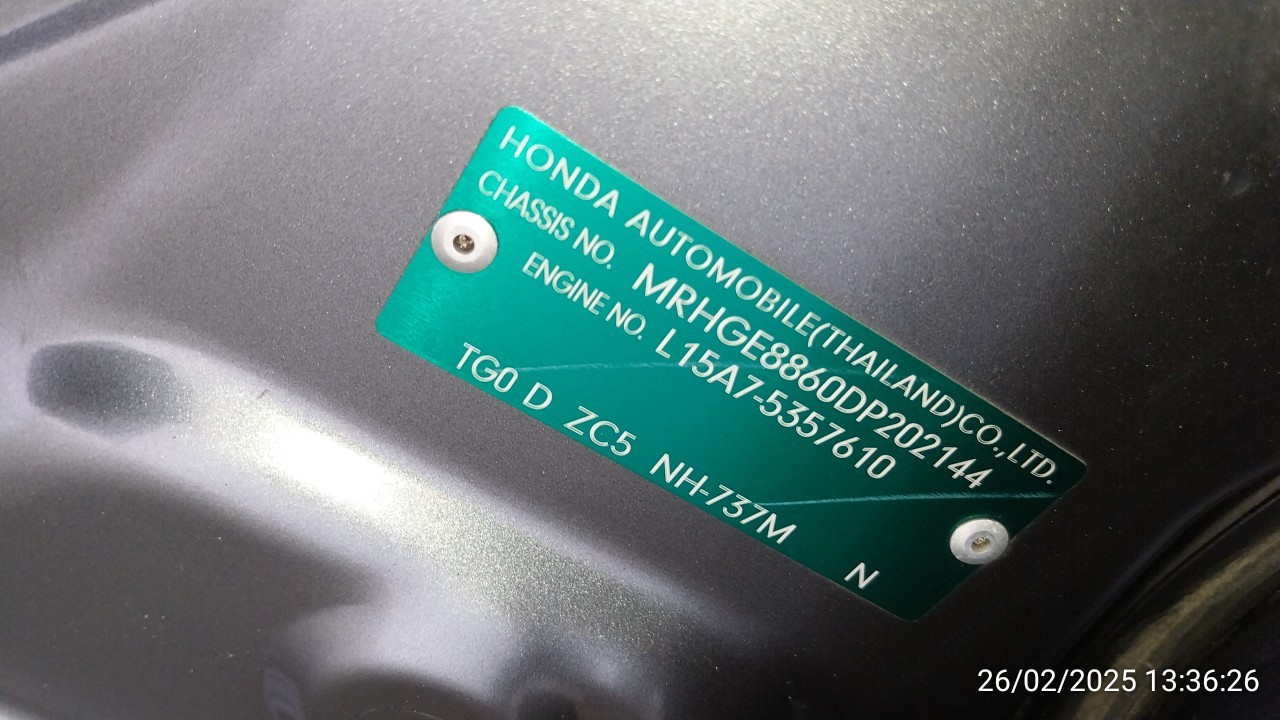 HONDA AUTOMOBILE(THAILAND)CO.,LTD.
CHASSIS NO. MRHGE8860DP202144
ENGINE NO. L15A7-5357610
TG0 D ZC5 NH-737M N
26/02/2025 13:36:26